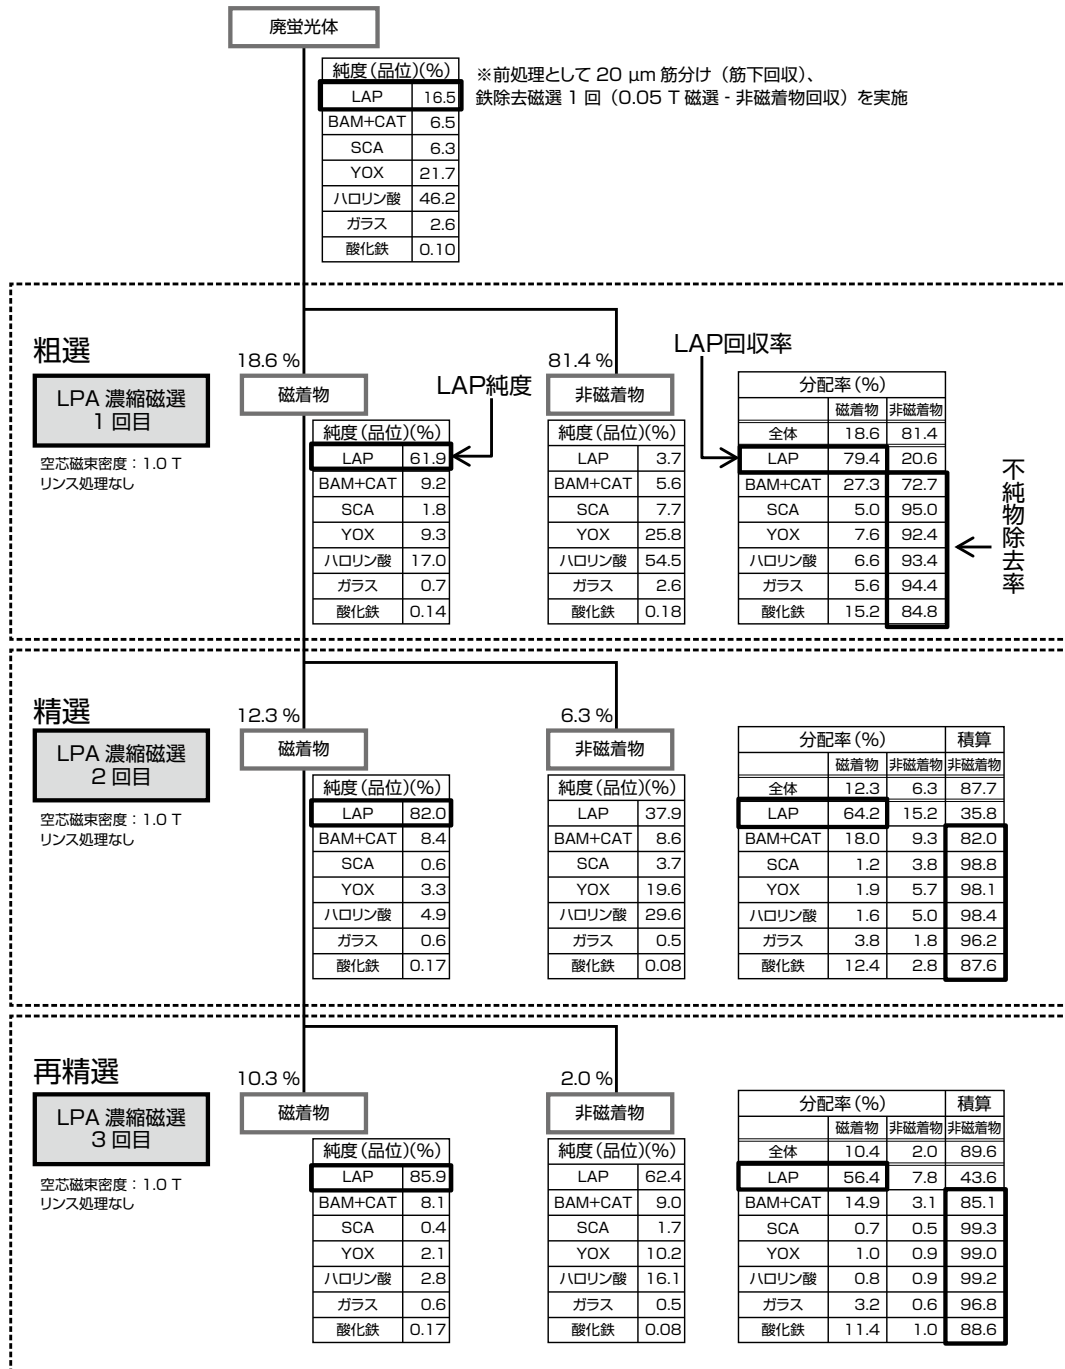 廃蛍光体
純度(品位)(%)
LAP 16.5
BAM+CAT 6.5
SCA 6.3
YOX 21.7
ハロリン酸 46.2
ガラス 2.6
酸化鉄 0.10
※前処理として 20 μm 篩分け（篩下回収）、
鉄除去磁選 1 回（0.05 T 磁選 - 非磁着物回収）を実施
粗選
LPA 濃縮磁選
1 回目
空芯磁束密度：1.0 T
リンス処理なし
18.6 %
磁着物
LAP純度
純度(品位)(%)
LAP 61.9
BAM+CAT 9.2
SCA 1.8
YOX 9.3
ハロリン酸 17.0
ガラス 0.7
酸化鉄 0.14
81.4 %
非磁着物
純度(品位)(%)
LAP 3.7
BAM+CAT 5.6
SCA 7.7
YOX 25.8
ハロリン酸 54.5
ガラス 2.6
酸化鉄 0.18
LAP回収率
分配率(%)
磁着物 非磁着物
全体 18.6 81.4
LAP 79.4 20.6
BAM+CAT 27.3 72.7
SCA 5.0 95.0
YOX 7.6 92.4
ハロリン酸 6.6 93.4
ガラス 5.6 94.4
酸化鉄 15.2 84.8
不純物除去率
精選
LPA 濃縮磁選
2 回目
空芯磁束密度：1.0 T
リンス処理なし
12.3 %
磁着物
純度(品位)(%)
LAP 82.0
BAM+CAT 8.4
SCA 0.6
YOX 3.3
ハロリン酸 4.9
ガラス 0.6
酸化鉄 0.17
6.3 %
非磁着物
純度(品位)(%)
LAP 37.9
BAM+CAT 8.6
SCA 3.7
YOX 19.6
ハロリン酸 29.6
ガラス 0.5
酸化鉄 0.08
分配率(%) 積算
磁着物 非磁着物 非磁着物
全体 12.3 6.3 87.7
LAP 64.2 15.2 35.8
BAM+CAT 18.0 9.3 82.0
SCA 1.2 3.8 98.8
YOX 1.9 5.7 98.1
ハロリン酸 1.6 5.0 98.4
ガラス 3.8 1.8 96.2
酸化鉄 12.4 2.8 87.6
再精選
LPA 濃縮磁選
3 回目
空芯磁束密度：1.0 T
リンス処理なし
10.3 %
磁着物
純度(品位)(%)
LAP 85.9
BAM+CAT 8.1
SCA 0.4
YOX 2.1
ハロリン酸 2.8
ガラス 0.6
酸化鉄 0.17
2.0 %
非磁着物
純度(品位)(%)
LAP 62.4
BAM+CAT 9.0
SCA 1.7
YOX 10.2
ハロリン酸 16.1
ガラス 0.5
酸化鉄 0.08
分配率(%) 積算
磁着物 非磁着物 非磁着物
全体 10.4 2.0 89.6
LAP 56.4 7.8 43.6
BAM+CAT 14.9 3.1 85.1
SCA 0.7 0.5 99.3
YOX 1.0 0.9 99.0
ハロリン酸 0.8 0.9 99.2
ガラス 3.2 0.6 96.8
酸化鉄 11.4 1.0 88.6